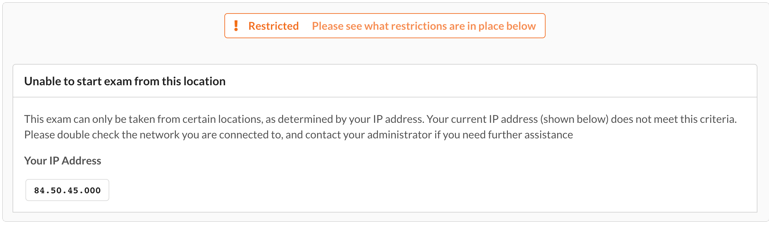 ! Restricted Please see what restrictions are in place below
Unable to start exam from this location
This exam can only be taken from certain locations, as determined by your IP address. Your current IP address (shown below) does not meet this criteria.
Please double check the network you are connected to, and contact your administrator if you need further assistance
Your IP Address
84.50.45.000